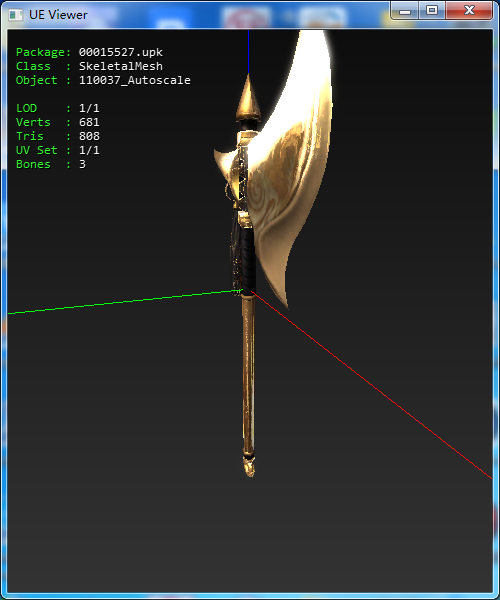 UE Viewer
Package: 00015527.upk
Class : SkeletalMesh
Object : 110037_Autoscale
LOD : 1/1
Verts : 681
Tris : 808
UV Set : 1/1
Bones : 3